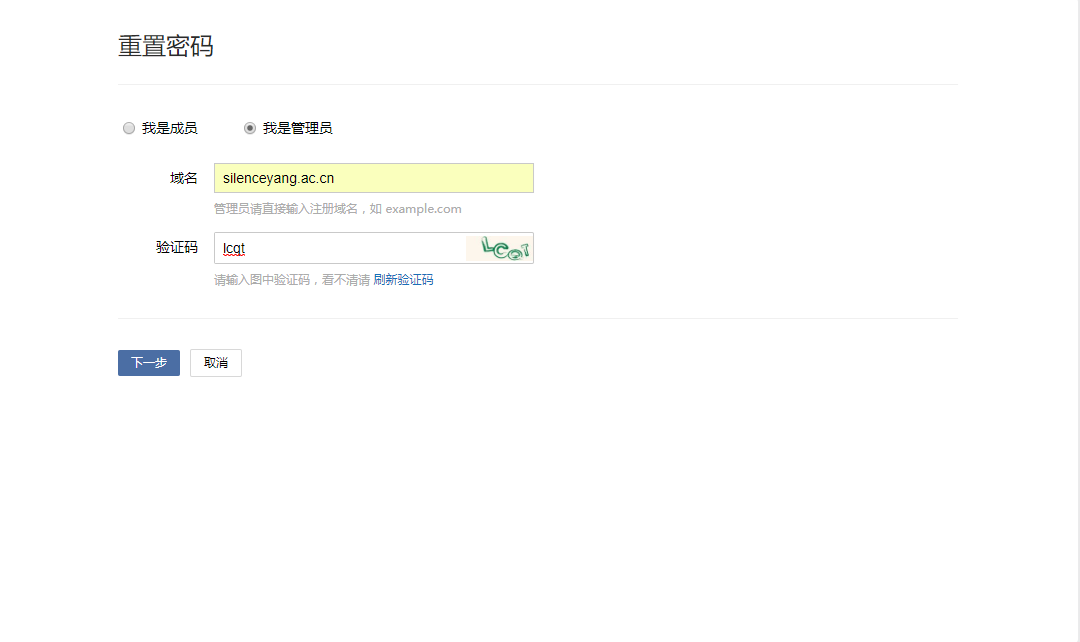 重置密码
我是成员 我是管理员
域名 silenceyang.ac.cn
管理员请直接输入注册域名，如 example.com
验证码 lcqt LCQT
请输入图中验证码，看不清请 刷新验证码
下一步 取消